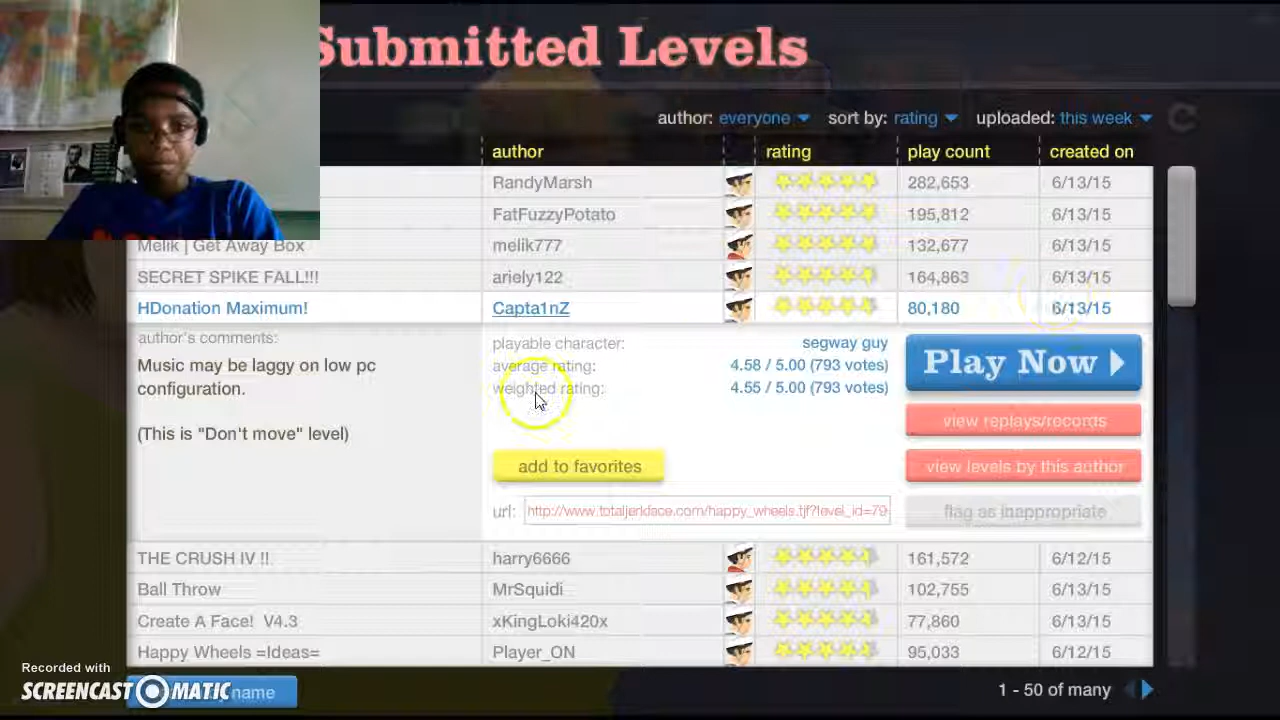 Submitted Levels
author: everyone sort by: rating uploaded: this week
author rating play count created on
RandyMarsh 282,653 6/13/15
FatFuzzyPotato 195,812 6/13/15
Melik | Get Away Box melik777 132,677 6/13/15
SECRET SPIKE FALL!!! ariely122 164,863 6/13/15
HDonation Maximum! Capta1nZ 80,180 6/13/15
author's comments:
Music may be laggy on low pc
configuration.
(This is "Don't move" level)
playable character: segway guy
average rating: 4.58 / 5.00 (793 votes)
weighted rating: 4.55 / 5.00 (793 votes)
add to favorites
url: http://www.totaljerkface.com/happy_wheels.tjf?level_id=79
Play Now
view replays/records
view levels by this author
flag as inappropriate
THE CRUSH IV !! harry6666 161,572 6/12/15
Ball Throw MrSquidi 102,755 6/13/15
Create A Face! V4.3 xKingLoki420x 77,860 6/13/15
Happy Wheels =Ideas= Player_ON 95,033 6/12/15
Recorded with
SCREENCAST MATIC
name
1 - 50 of many